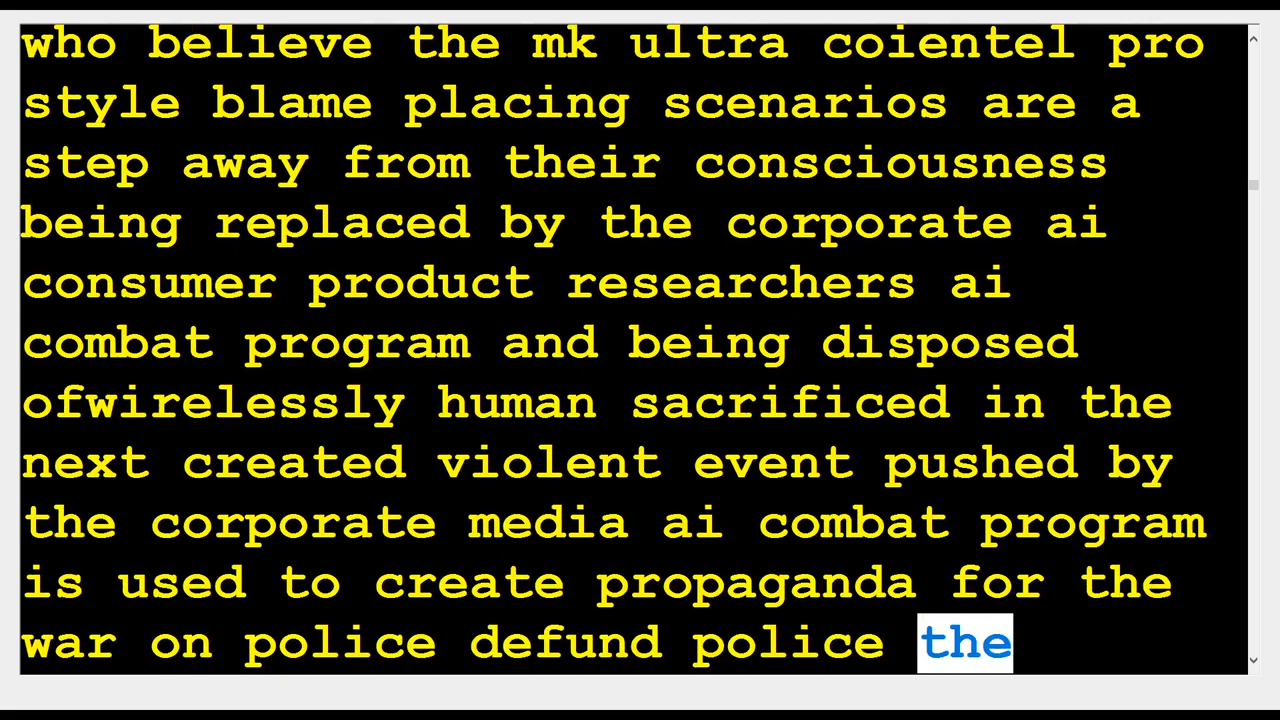 who believe the mk ultra coientel pro
style blame placing scenarios are a
step away from their consciousness
being replaced by the corporate ai
consumer product researchers ai
combat program and being disposed
ofwirelessly human sacrificed in the
next created violent event pushed by
the corporate media ai combat program
is used to create propaganda for the
war on police defund police the